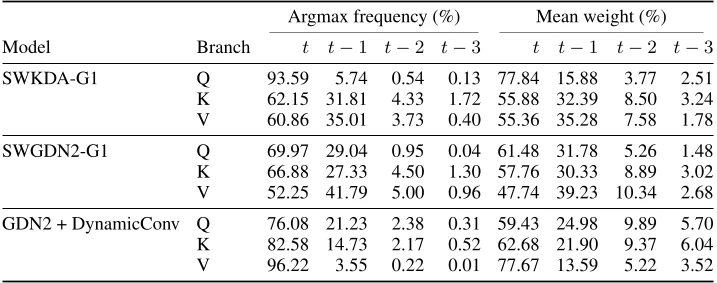 Argmax frequency (%) Mean weight (%)
Model Branch t t − 1 t − 2 t − 3 t t − 1 t − 2 t − 3
SWKDA-G1 Q 93.59 5.74 0.54 0.13 77.84 15.88 3.77 2.51
K 62.15 31.81 4.33 1.72 55.88 32.39 8.50 3.24
V 60.86 35.01 3.73 0.40 55.36 35.28 7.58 1.78
SWGDN2-G1 Q 69.97 29.04 0.95 0.04 61.48 31.78 5.26 1.48
K 66.88 27.33 4.50 1.30 57.76 30.33 8.89 3.02
V 52.25 41.79 5.00 0.96 47.74 39.23 10.34 2.68
GDN2 + DynamicConv Q 76.08 21.23 2.38 0.31 59.43 24.98 9.89 5.70
K 82.58 14.73 2.17 0.52 62.68 21.90 9.37 6.04
V 96.22 3.55 0.22 0.01 77.67 13.59 5.22 3.52